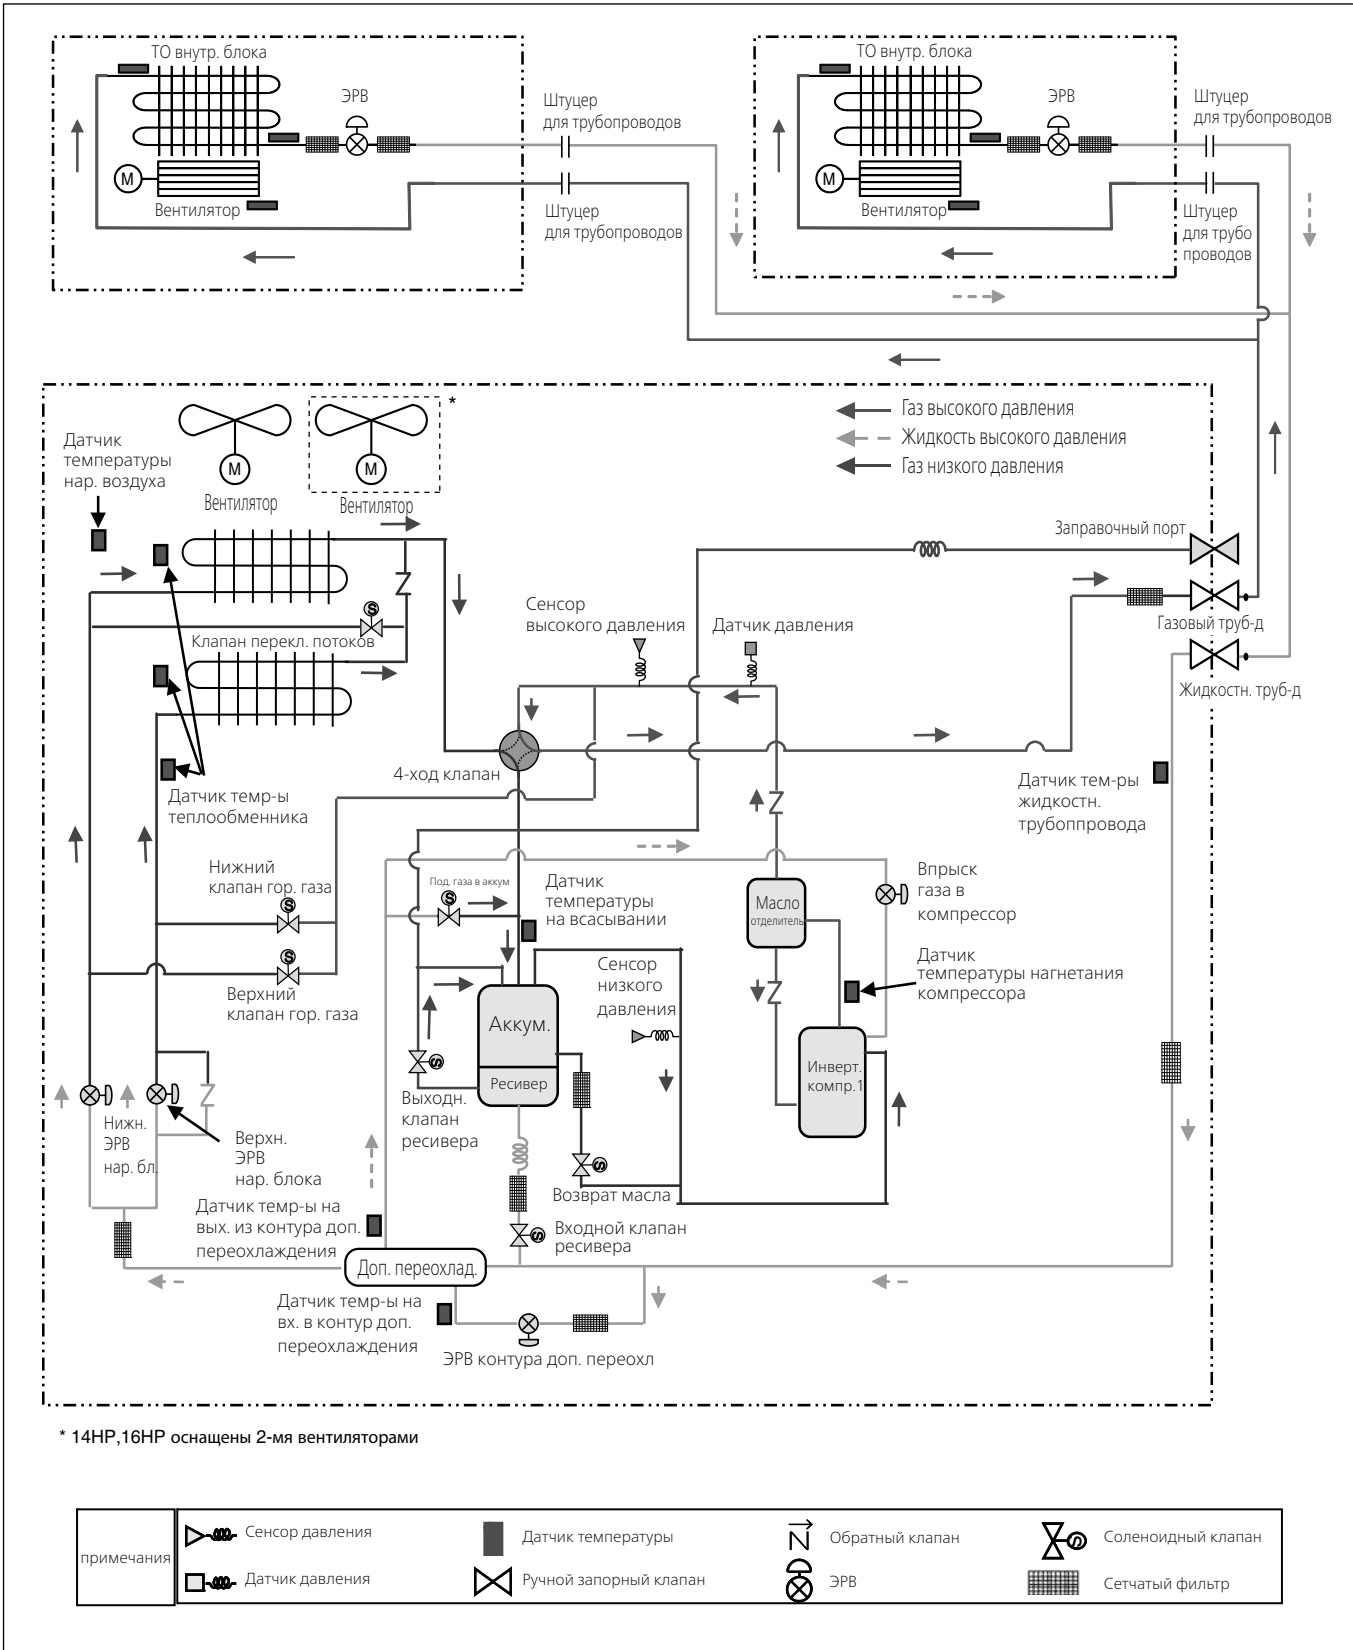 ТО внутр. блока
ЭРВ
Штуцер
для трубопроводов
M
Вентилятор
Штуцер
для трубопроводов
ТО внутр. блока
ЭРВ
Штуцер
для трубопроводов
M
Вентилятор
Штуцер
для трубо
проводов
*
Газ высокого давления
Жидкость высокого давления
Газ низкого давления
Датчик
температуры
нар. воздуха
M
Вентилятор
M
Вентилятор
Заправочный порт
Газовый труб-д
Жидкостн. труб-д
Сенсор
высокого давления
Датчик давления
S
Клапан перекл. потоков
4-ход клапан
Датчик темр-ы
теплообменника
Датчик тем-ры
жидкостн.
трубоппровода
Нижний
клапан гор. газа
S
Под. газа в аккум
S
Датчик
температуры
на всасывании
Масло
отделитель
Впрыск
газа в
компрессор
S
Верхний
клапан гор. газа
Сенсор
низкого
давления
Датчик
температуры нагнетания
компрессора
Аккум.
Ресивер
S
Выходн.
клапан
ресивера
Инверт.
компр.1
Нижн.
ЭРВ
нар. бл.
Верхн.
ЭРВ
нар. блока
S
Возврат масла
Датчик темр-ы на
вых. из контура доп.
переохлаждения
S
Входной клапан
ресивера
Доп. переохлад.
Датчик темр-ы на
вх. в контур доп.
переохлаждения
ЭРВ контура доп. переохл
* 14HP,16HP оснащены 2-мя вентиляторами
примечания
Сенсор давления
Датчик температуры
Обратный клапан
S
Соленоидный клапан
Датчик давления
Ручной запорный клапан
ЭРВ
Сетчатый фильтр